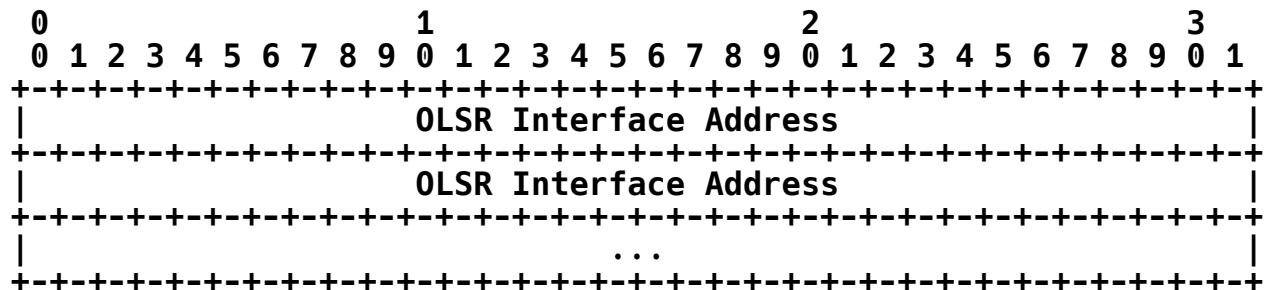 0                   1                   2                   3
 0 1 2 3 4 5 6 7 8 9 0 1 2 3 4 5 6 7 8 9 0 1 2 3 4 5 6 7 8 9 0 1
+-+-+-+-+-+-+-+-+-+-+-+-+-+-+-+-+-+-+-+-+-+-+-+-+-+-+-+-+-+-+-+-+
|                    OLSR Interface Address                     |
+-+-+-+-+-+-+-+-+-+-+-+-+-+-+-+-+-+-+-+-+-+-+-+-+-+-+-+-+-+-+-+-+
|                    OLSR Interface Address                     |
+-+-+-+-+-+-+-+-+-+-+-+-+-+-+-+-+-+-+-+-+-+-+-+-+-+-+-+-+-+-+-+-+
|                              ...                              |
+-+-+-+-+-+-+-+-+-+-+-+-+-+-+-+-+-+-+-+-+-+-+-+-+-+-+-+-+-+-+-+-+